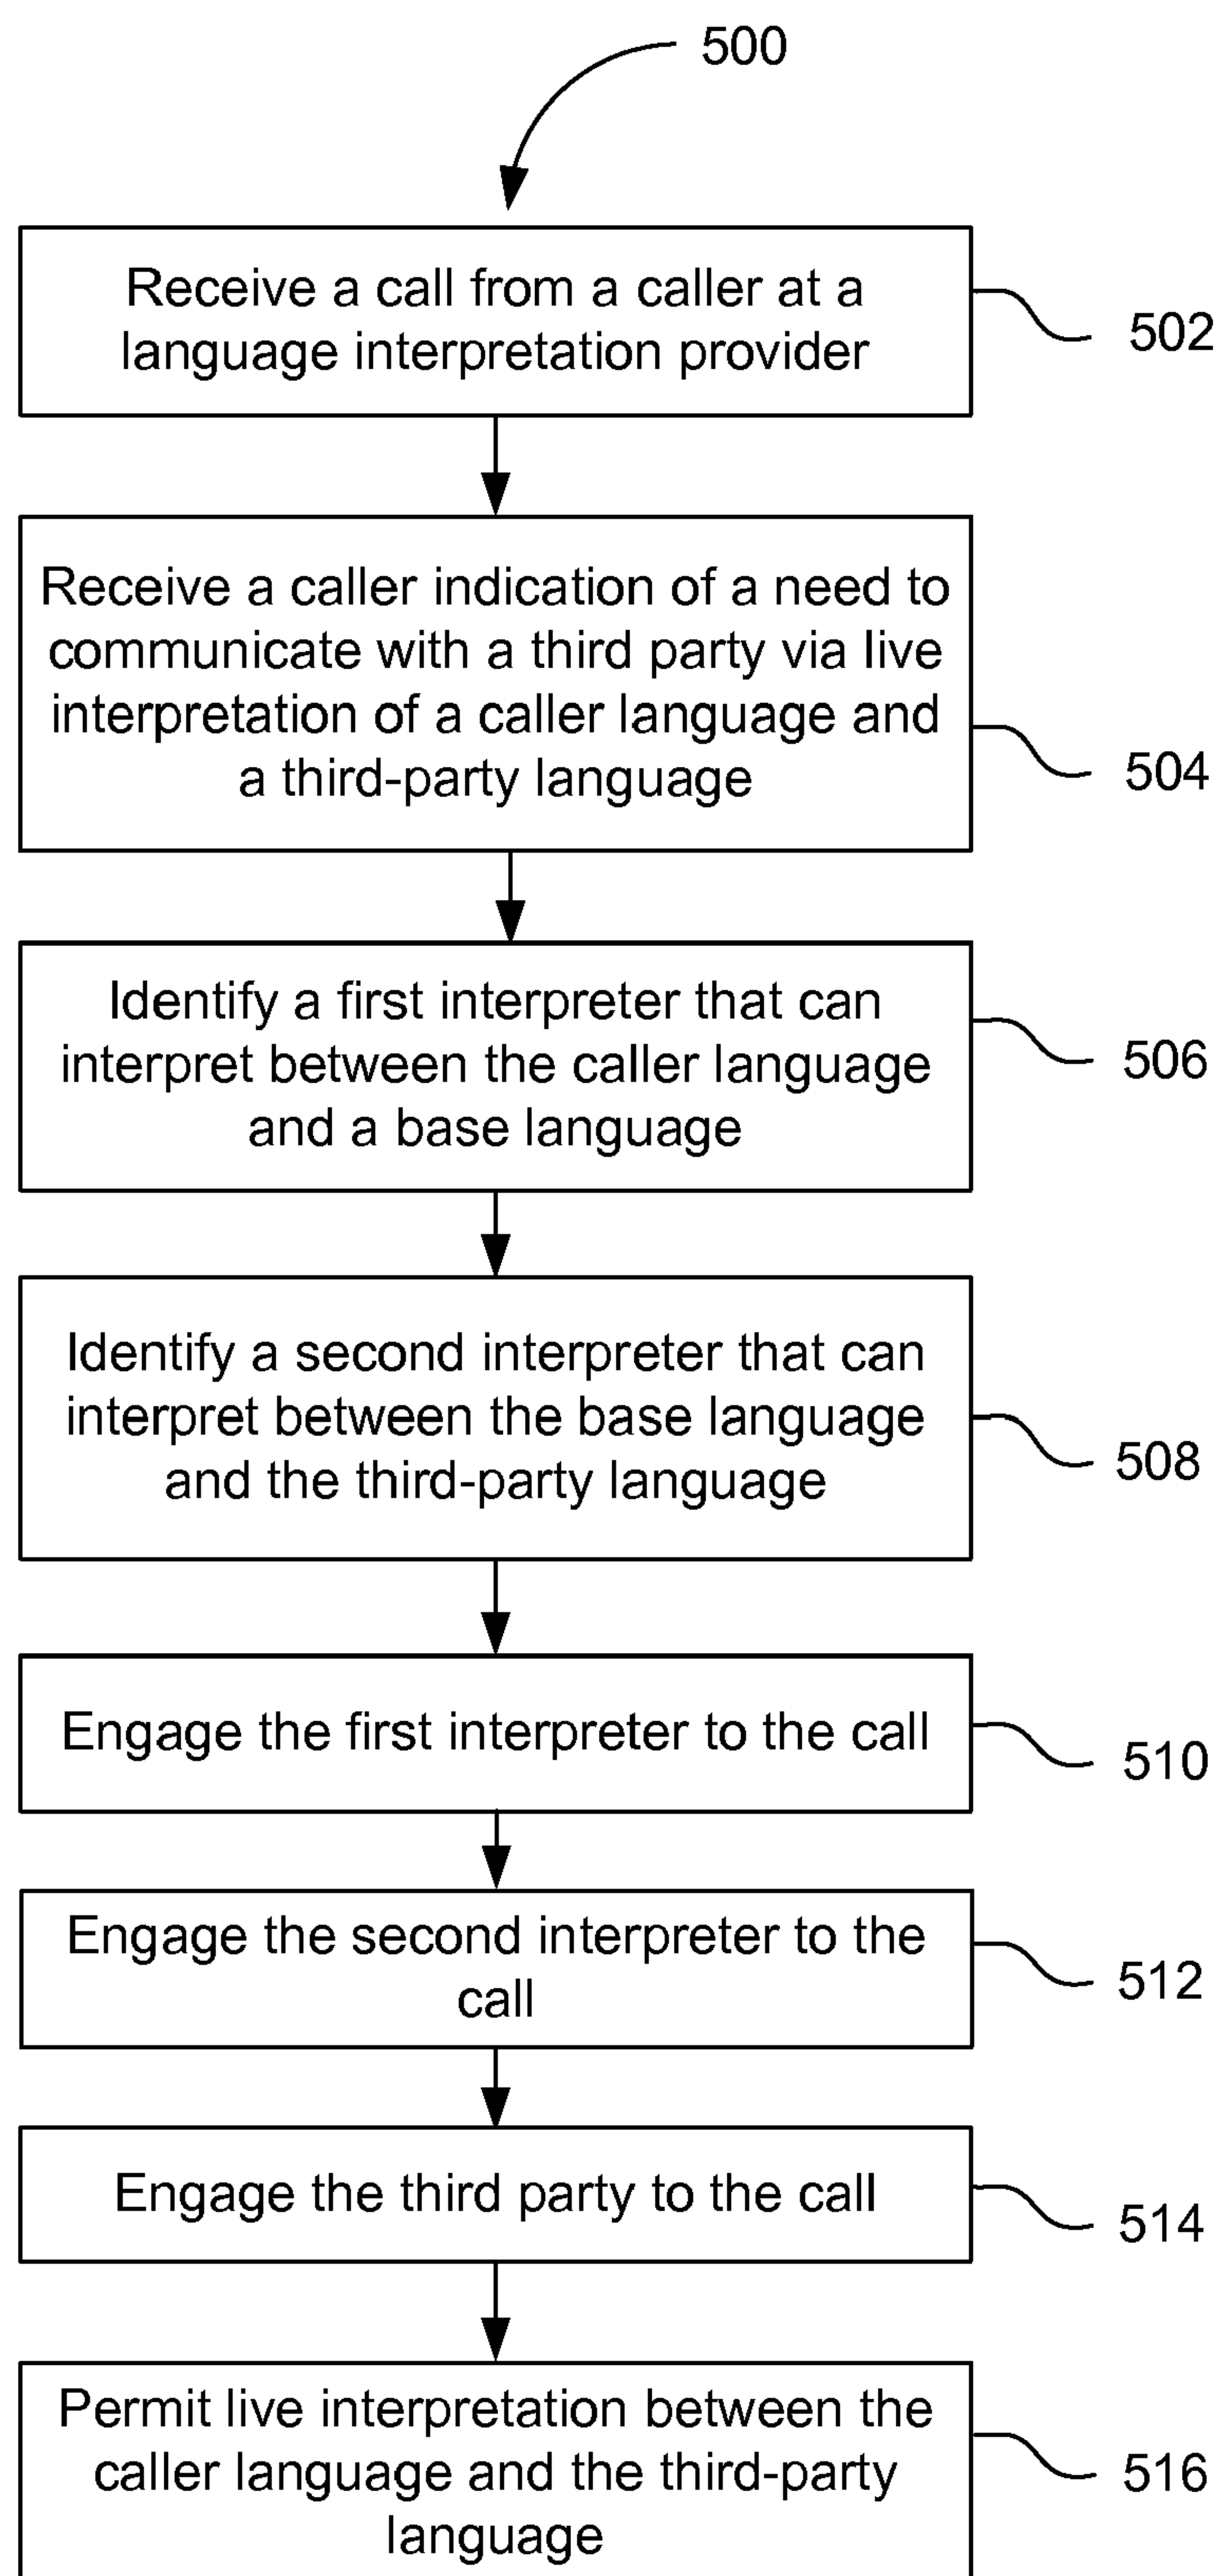 500
Receive a call from a caller at a
language interpretation provider
502
Receive a caller indication of a need to
communicate with a third party via live
interpretation of a caller language and
a third-party language
504
Identify a first interpreter that can
interpret between the caller language
and a base language
506
Identify a second interpreter that can
interpret between the base language
and the third-party language
508
Engage the first interpreter to the call
510
Engage the second interpreter to the
call
512
Engage the third party to the call
514
Permit live interpretation between the
caller language and the third-party
language
516